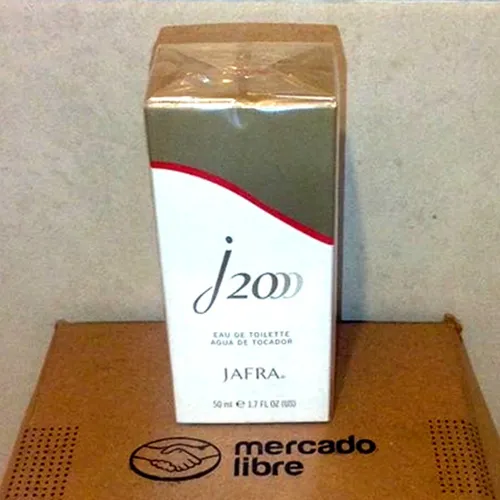 j2000
EAU DE TOILETTE
AGUA DE TOCADOR
JAFRA®
50 ml ℮ 1.7 FL OZ (US)
mercado
libre